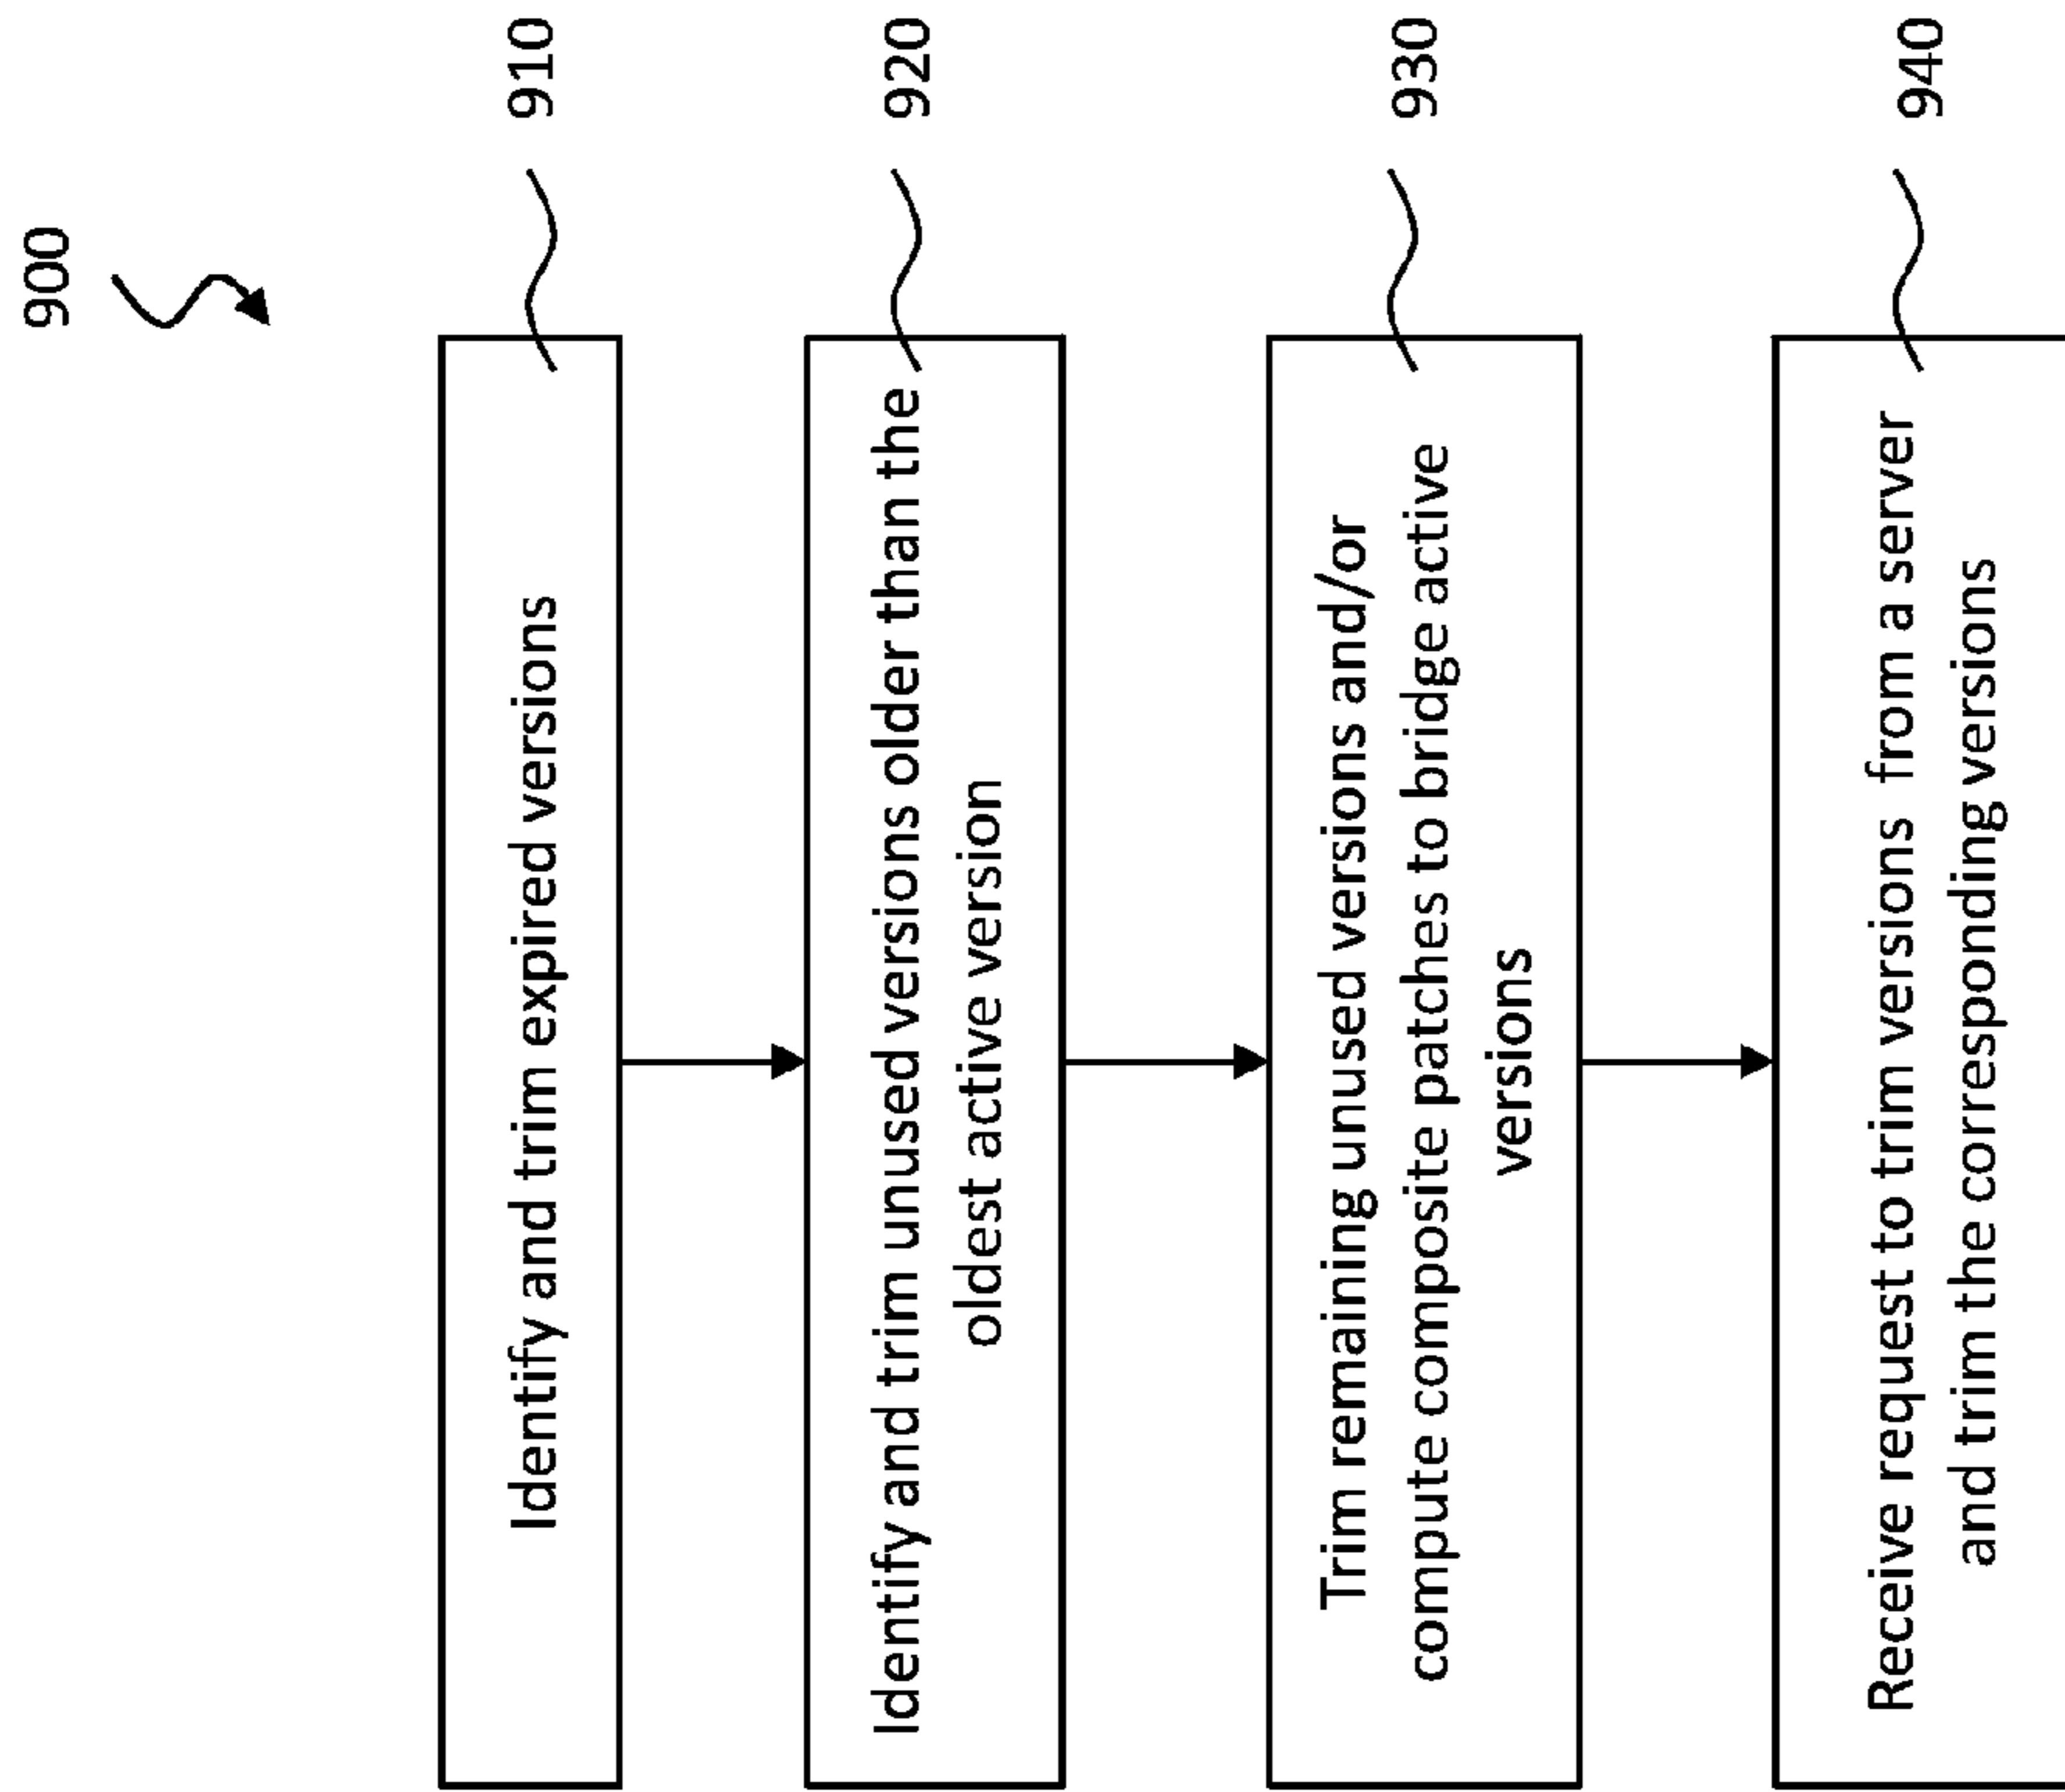 900
Identify and trim expired versions
910
Identify and trim unused versions older than the
oldest active version
920
Trim remaining unused versions and/or
compute composite patches to bridge active
versions
930
Receive request to trim versions from a server
and trim the corresponding versions
940